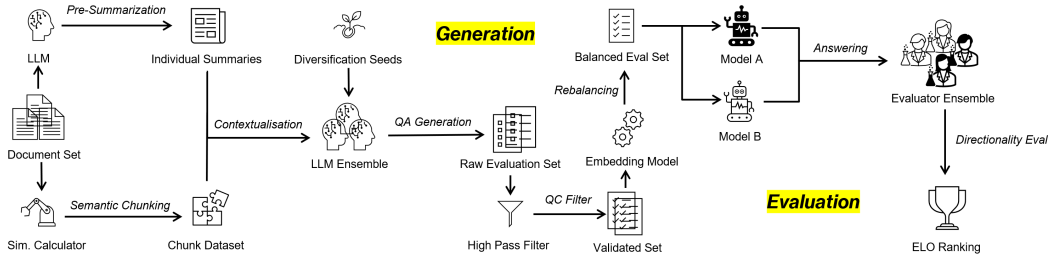 Pre-Summarization
LLM
Individual Summaries
Document Set
Semantic Chunking
Sim. Calculator
Chunk Dataset
Contextualisation
Diversification Seeds
LLM Ensemble
Generation
QA Generation
Raw Evaluation Set
High Pass Filter
QC Filter
Validated Set
Embedding Model
Rebalancing
Balanced Eval Set
Model A
Model B
Answering
Evaluator Ensemble
Directionality Eval
Evaluation
ELO Ranking